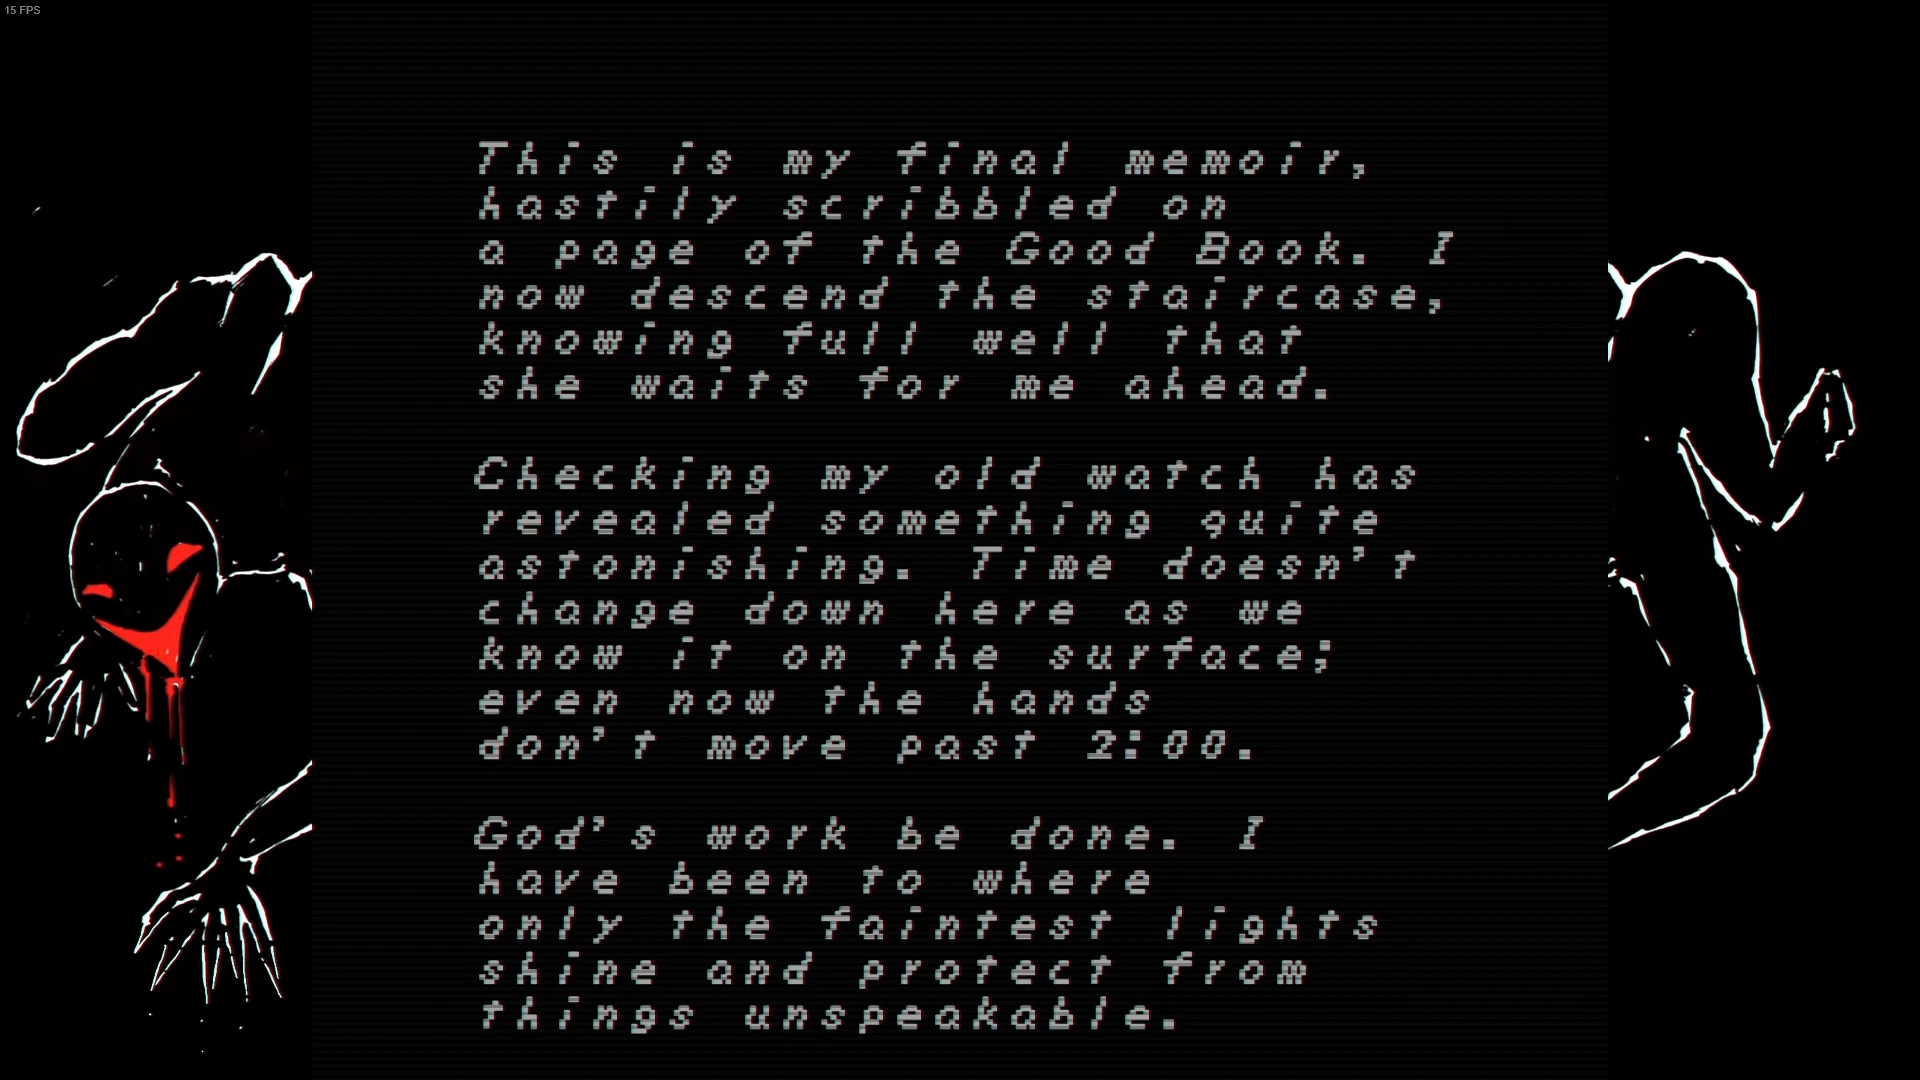 15 FPS
This is my final memoir,
hastily scribbled on
a page of the Good Book. I
now descend the staircase,
knowing full well that
she waits for me ahead.
Checking my old watch has
revealed something quite
astonishing. Time doesn't
change down here as we
know it on the surface;
even now the hands
don't move past 2:00.
God's work be done. I
have been to where
only the faintest lights
shine and protect from
things unspeakable.